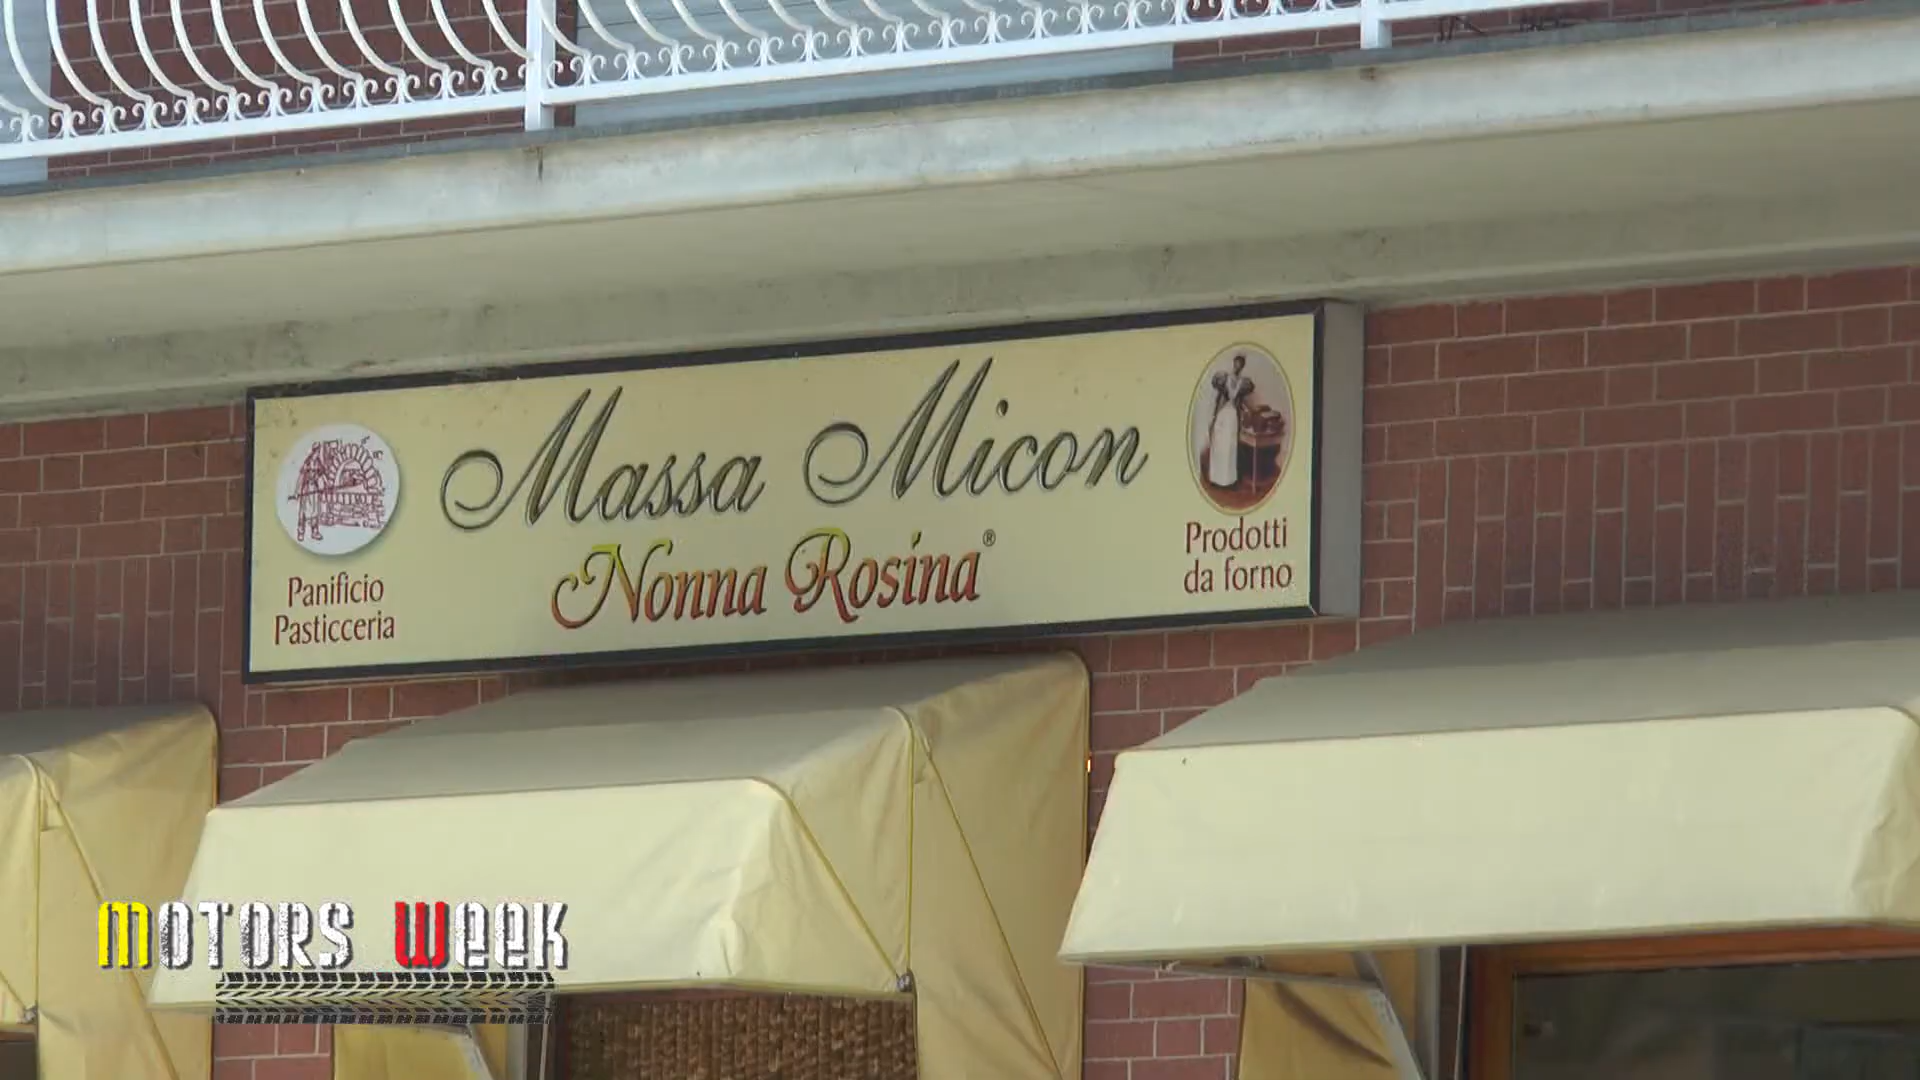 Massa Micon
Nonna Rosina®
Panificio
Pasticceria
Prodotti
da forno
MOTORS WEEK